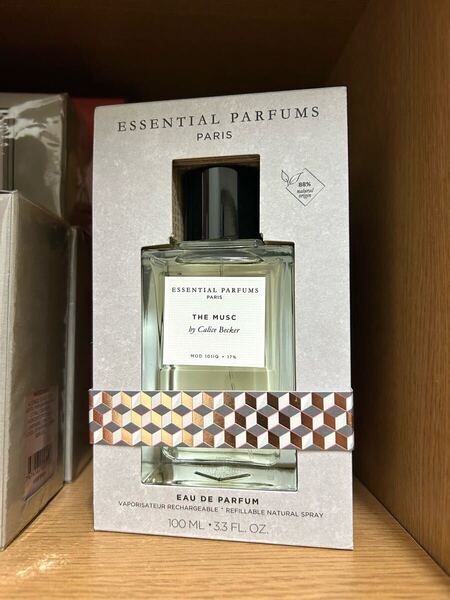 ESSENTIAL PARFUMS
PARIS
88%
natural
origin
ESSENTIAL PARFUMS
PARIS
THE MUSC
by Calice Becker
MOD 101IQ • 17%
EAU DE PARFUM
VAPORISATEUR RECHARGEABLE * REFILLABLE NATURAL SPRAY
100 ML • 3.3 FL. OZ.